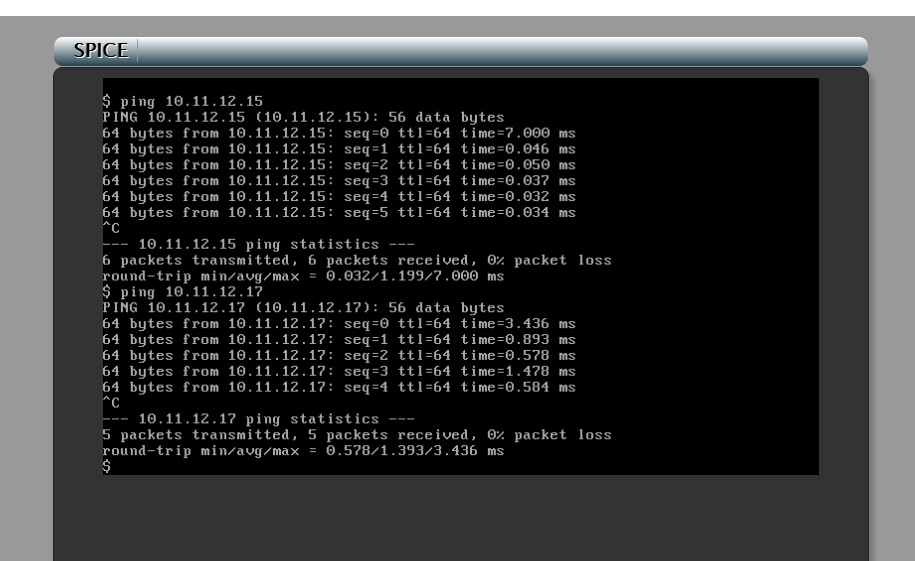 SPICE
$ ping 10.11.12.15
PING 10.11.12.15 (10.11.12.15): 56 data bytes
64 bytes from 10.11.12.15: seq=0 ttl=64 time=7.000 ms
64 bytes from 10.11.12.15: seq=1 ttl=64 time=0.046 ms
64 bytes from 10.11.12.15: seq=2 ttl=64 time=0.050 ms
64 bytes from 10.11.12.15: seq=3 ttl=64 time=0.037 ms
64 bytes from 10.11.12.15: seq=4 ttl=64 time=0.032 ms
64 bytes from 10.11.12.15: seq=5 ttl=64 time=0.034 ms
^C
--- 10.11.12.15 ping statistics ---
6 packets transmitted, 6 packets received, 0% packet loss
round-trip min/avg/max = 0.032/1.199/7.000 ms
$ ping 10.11.12.17
PING 10.11.12.17 (10.11.12.17): 56 data bytes
64 bytes from 10.11.12.17: seq=0 ttl=64 time=3.436 ms
64 bytes from 10.11.12.17: seq=1 ttl=64 time=0.893 ms
64 bytes from 10.11.12.17: seq=2 ttl=64 time=0.578 ms
64 bytes from 10.11.12.17: seq=3 ttl=64 time=1.478 ms
64 bytes from 10.11.12.17: seq=4 ttl=64 time=0.584 ms
^C
--- 10.11.12.17 ping statistics ---
5 packets transmitted, 5 packets received, 0% packet loss
round-trip min/avg/max = 0.578/1.393/3.436 ms
$